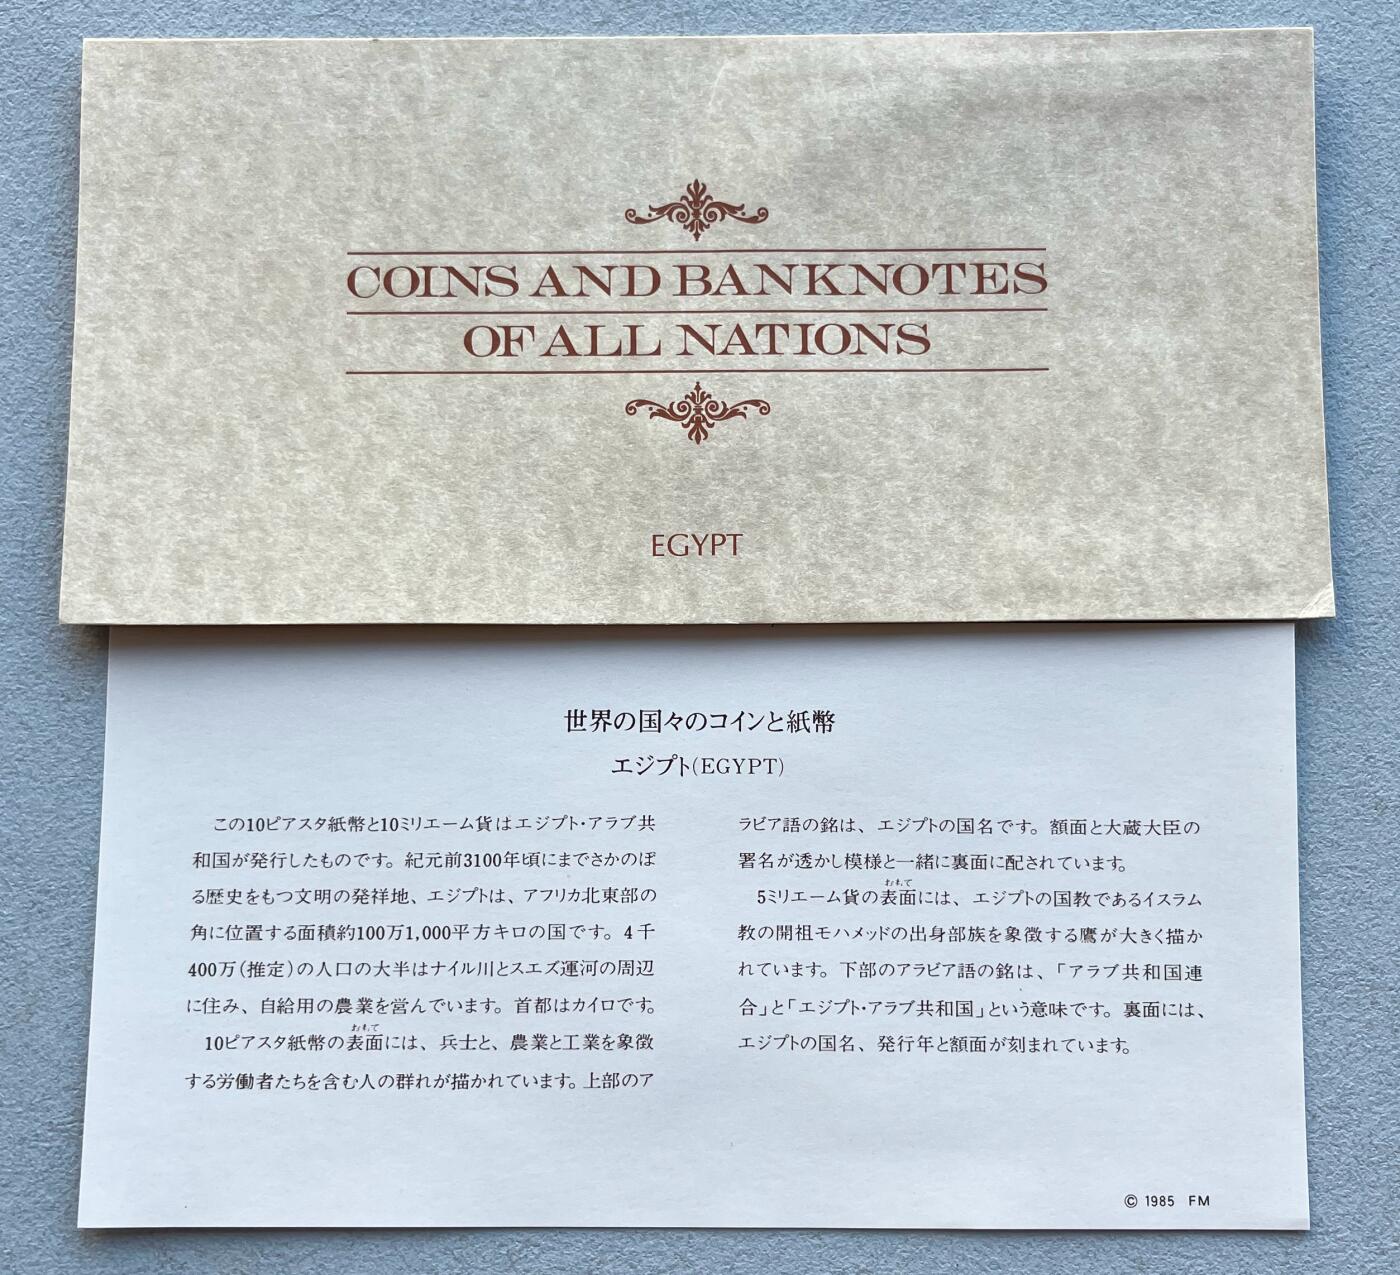 COINS AND BANKNOTES
OF ALL NATIONS
EGYPT
世界の国々のコインと紙幣
エジプト(EGYPT)
この10ピアスタ紙幣と10ミリエーム貨はエジプト・アラブ共
和国が発行したものです。紀元前3100年頃にまでさかのぼ
る歴史をもつ文明の発祥地、エジプトは、アフリカ北東部の
角に位置する面積約100万1,000平方キロの国です。4千
400万(推定)の人口の大半はナイル川とスエズ運河の周辺
に住み、自給用の農業を営んでいます。首都はカイロです。
おもて
10ピアスタ紙幣の表面には、兵士と、農業と工業を象徴
する労働者たちを含む人の群れが描かれています。上部のア
ラビア語の銘は、エジプトの国名です。額面と大蔵大臣の
署名が透かし模様と一緒に裏面に配されています。
おもて
5ミリエーム貨の表面には、エジプトの国教であるイスラム
教の開祖モハメッドの出身部族を象徴する鷹が大きく描か
れています。下部のアラビア語の銘は、「アラブ共和国連
合」と「エジプト・アラブ共和国」という意味です。裏面には、
エジプトの国名、発行年と額面が刻まれています。
© 1985 FM